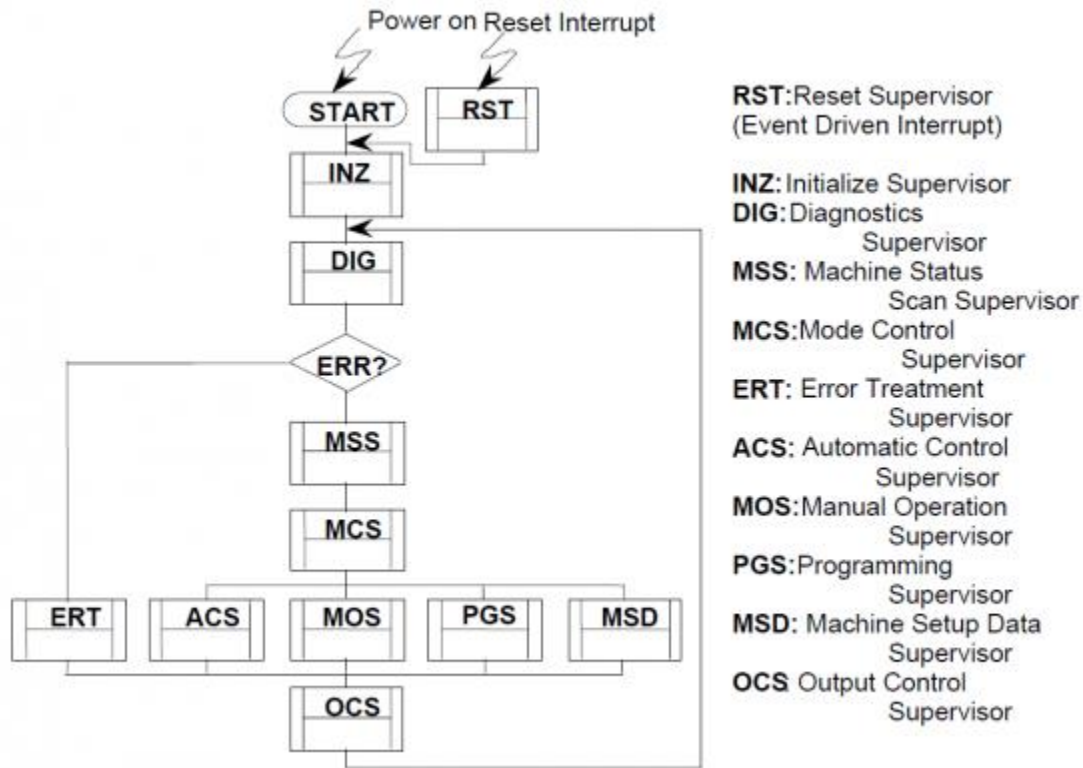 Power on Reset Interrupt
START
RST
INZ
DIG
ERR?
MSS
MCS
ERT ACS MOS PGS MSD
OCS
RST:Reset Supervisor
(Event Driven Interrupt)
INZ:Initialize Supervisor
DIG:Diagnostics
Supervisor
MSS: Machine Status
Scan Supervisor
MCS:Mode Control
Supervisor
ERT: Error Treatment
Supervisor
ACS: Automatic Control
Supervisor
MOS:Manual Operation
Supervisor
PGS:Programming
Supervisor
MSD: Machine Setup Data
Supervisor
OCS Output Control
Supervisor